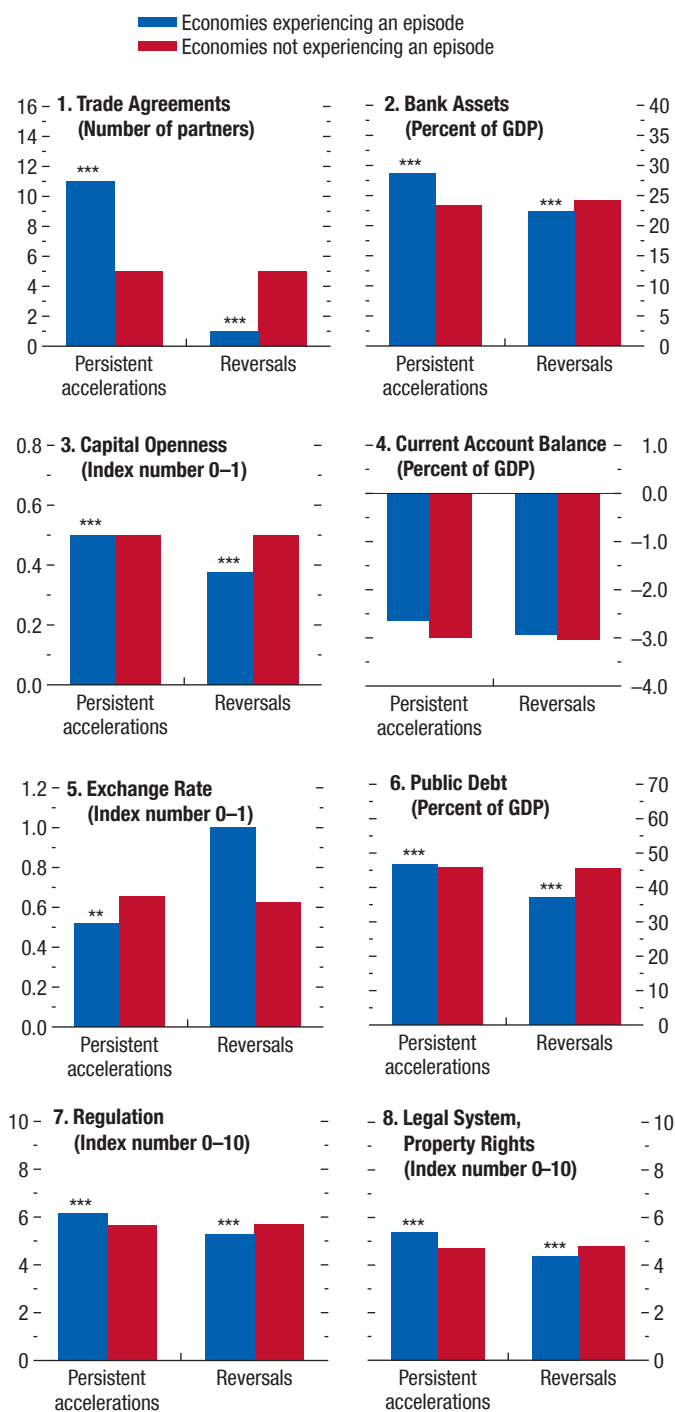 Economies experiencing an episode
Economies not experiencing an episode
1. Trade Agreements
(Number of partners)
16
14
12
10
8
6
4
2
0
***
***
Persistent
accelerations
Reversals
2. Bank Assets
(Percent of GDP)
40
35
30
25
20
15
10
5
0
***
***
Persistent
accelerations
Reversals
3. Capital Openness
(Index number 0–1)
0.8
0.6
0.4
0.2
0.0
***
***
Persistent
accelerations
Reversals
4. Current Account Balance
(Percent of GDP)
1.0
0.0
–1.0
–2.0
–3.0
–4.0
Persistent
accelerations
Reversals
5. Exchange Rate
(Index number 0–1)
1.2
1.0
0.8
0.6
0.4
0.2
0.0
**
Persistent
accelerations
Reversals
6. Public Debt
(Percent of GDP)
70
60
50
40
30
20
10
0
***
***
Persistent
accelerations
Reversals
7. Regulation
(Index number 0–10)
10
8
6
4
2
0
***
***
Persistent
accelerations
Reversals
8. Legal System,
Property Rights
(Index number 0–10)
10
8
6
4
2
0
***
***
Persistent
accelerations
Reversals